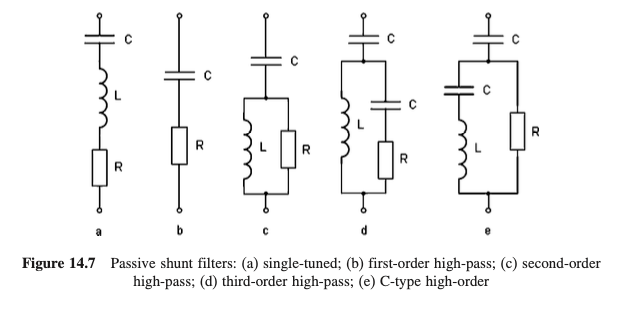 C
L
R
C
R
C
L
R
C
C
L
R
C
C
L
R
a
b
c
d
e
Figure 14.7 Passive shunt filters: (a) single-tuned; (b) first-order high-pass; (c) second-order
high-pass; (d) third-order high-pass; (e) C-type high-order